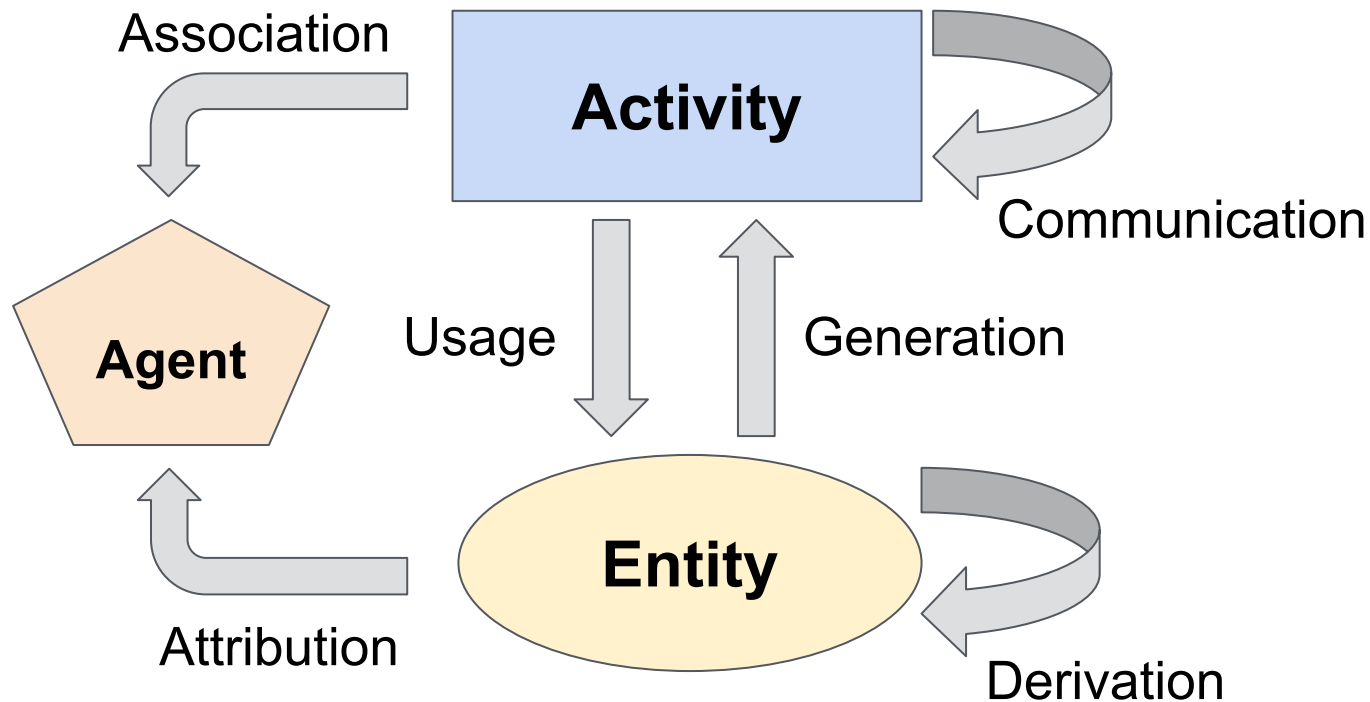 Association
Activity
Communication
Agent
Usage
Generation
Entity
Attribution
Derivation